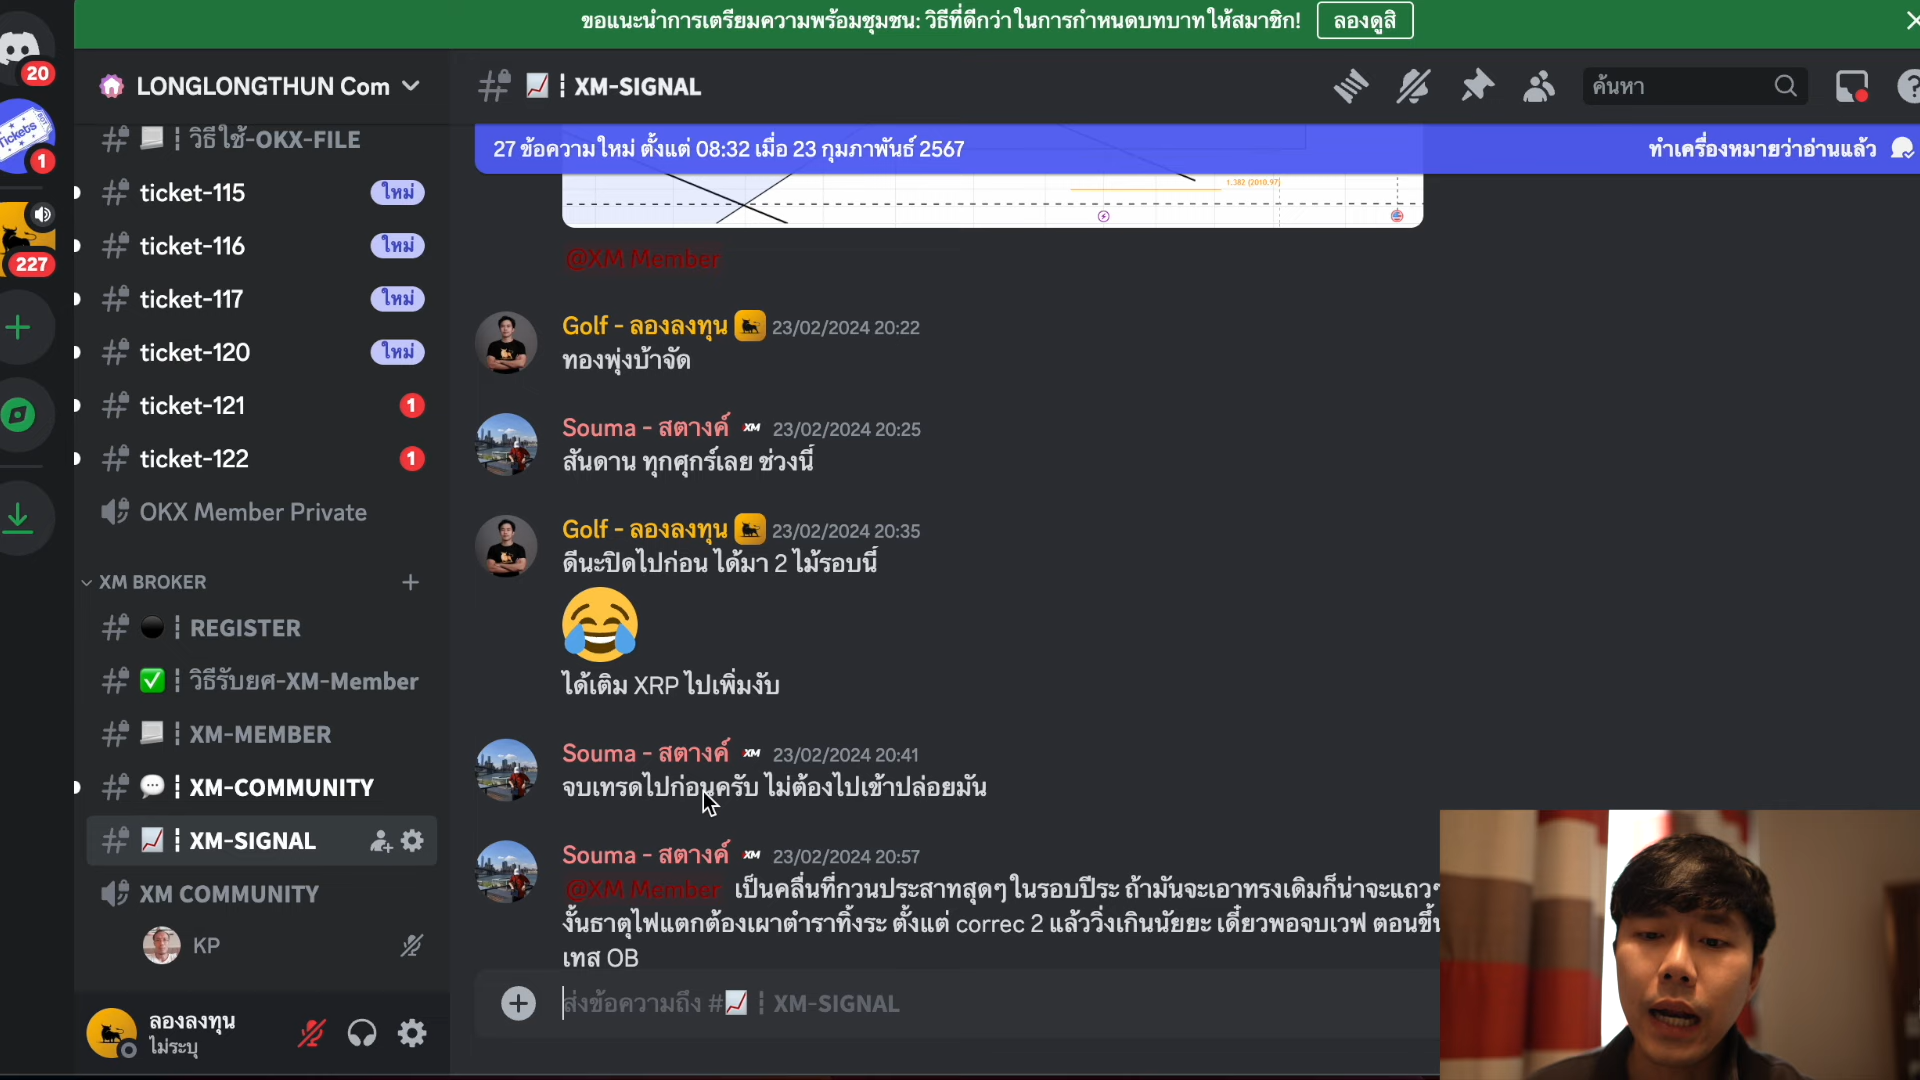 ขอแนะนำการเตรียมความพร้อมชุมชน: วิธีที่ดีกว่าในการกำหนดบทบาทให้สมาชิก!
ลองดูสิ
20
Tickets
1
227
LONGLONGTHUN Com
วิธีใช้-OKX-FILE
ticket-115
ใหม่
ticket-116
ใหม่
ticket-117
ใหม่
ticket-120
ใหม่
ticket-121
1
ticket-122
1
OKX Member Private
XM BROKER
REGISTER
วิธีรับยศ-XM-Member
XM-MEMBER
XM-COMMUNITY
XM-SIGNAL
XM COMMUNITY
KP
ลองลงทุน
ไม่ระบุ
XM-SIGNAL
ค้นหา
27 ข้อความใหม่ ตั้งแต่ 08:32 เมื่อ 23 กุมภาพันธ์ 2567
ทำเครื่องหมายว่าอ่านแล้ว
1.382 (2010.97)
@XM Member
Golf - ลองลงทุน 23/02/2024 20:22
ทองพุ่งบ้าจัด
Souma - สตางค์ XM 23/02/2024 20:25
สันดาน ทุกศุกร์เลย ช่วงนี้
Golf - ลองลงทุน 23/02/2024 20:35
ดีนะปิดไปก่อน ได้มา 2 ไม้รอบนี้
ได้เติม XRP ไปเพิ่มงับ
Souma - สตางค์ XM 23/02/2024 20:41
จบเทรดไปก่อนครับ ไม่ต้องไปเข้าปล่อยมัน
Souma - สตางค์ XM 23/02/2024 20:57
@XM Member เป็นคลื่นที่กวนประสาทสุดๆ ในรอบปีระ ถ้ามันจะเอาทรงเดิมก็น่าจะแถวๆ
งั้นธาตุไฟแตกต้องเผาตำราทิ้งระ ตั้งแต่ correc 2 แล้ววิ่งเกินนัยยะ เดี๋ยวพอจบเวฟ ตอนขึ้น
เทส OB
ส่งข้อความถึง # XM-SIGNAL